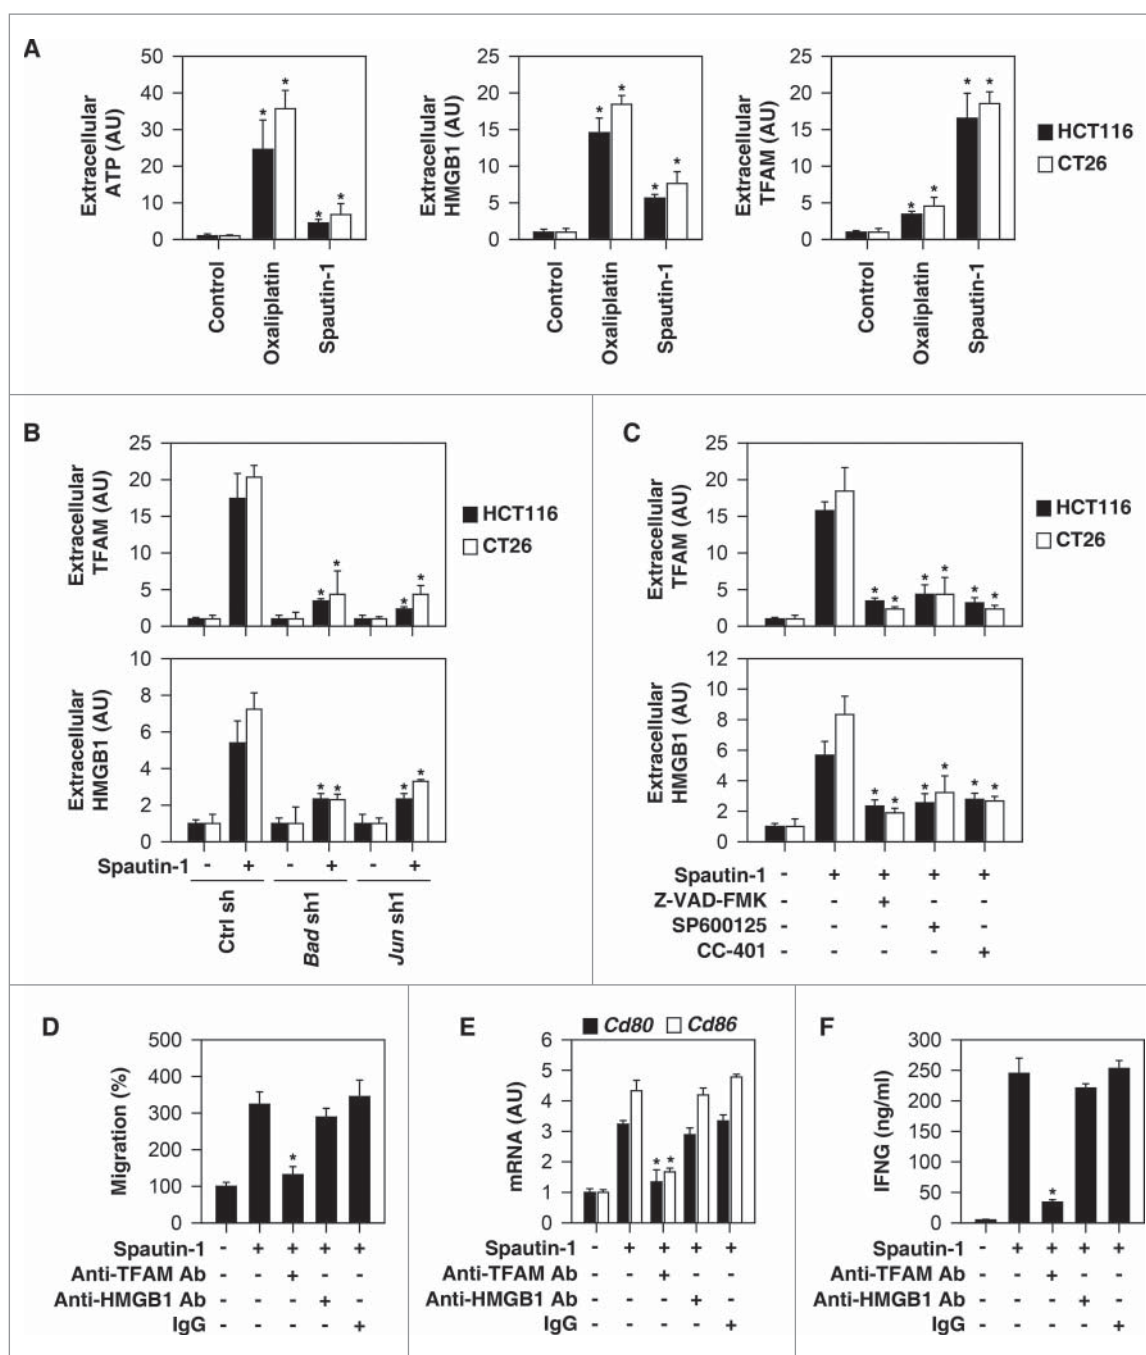 A
Extracellular
ATP (AU)
50
40
30
20
10
0
*
*
*
*
Control
Oxaliplatin
Spautin-1
Extracellular
HMGB1 (AU)
25
20
15
10
5
0
*
*
*
*
Control
Oxaliplatin
Spautin-1
Extracellular
TFAM (AU)
25
20
15
10
5
0
*
*
*
*
Control
Oxaliplatin
Spautin-1
HCT116
CT26
B
Extracellular
TFAM (AU)
25
20
15
10
5
0
*
*
*
*
HCT116
CT26
Extracellular
HMGB1 (AU)
10
8
6
4
2
0
*
*
*
*
Spautin-1 - + - + - +
Ctrl sh
Bad sh1
Jun sh1
C
Extracellular
TFAM (AU)
25
20
15
10
5
0
*
*
*
*
*
*
HCT116
CT26
Extracellular
HMGB1 (AU)
12
10
8
6
4
2
0
*
*
*
*
*
*
Spautin-1 - + + + +
Z-VAD-FMK - - + - -
SP600125 - - - + -
CC-401 - - - - +
D
Migration (%)
500
400
300
200
100
0
*
Spautin-1 - + + + +
Anti-TFAM Ab - - + - -
Anti-HMGB1 Ab - - - + -
IgG - - - - +
E
Cd80 Cd86
mRNA (AU)
6
5
4
3
2
1
0
* *
Spautin-1 - + + + +
Anti-TFAM Ab - - + - -
Anti-HMGB1 Ab - - - + -
IgG - - - - +
F
IFNG (ng/ml)
300
250
200
150
100
50
0
*
Spautin-1 - + + + +
Anti-TFAM Ab - - + - -
Anti-HMGB1 Ab - - - + -
IgG - - - - +